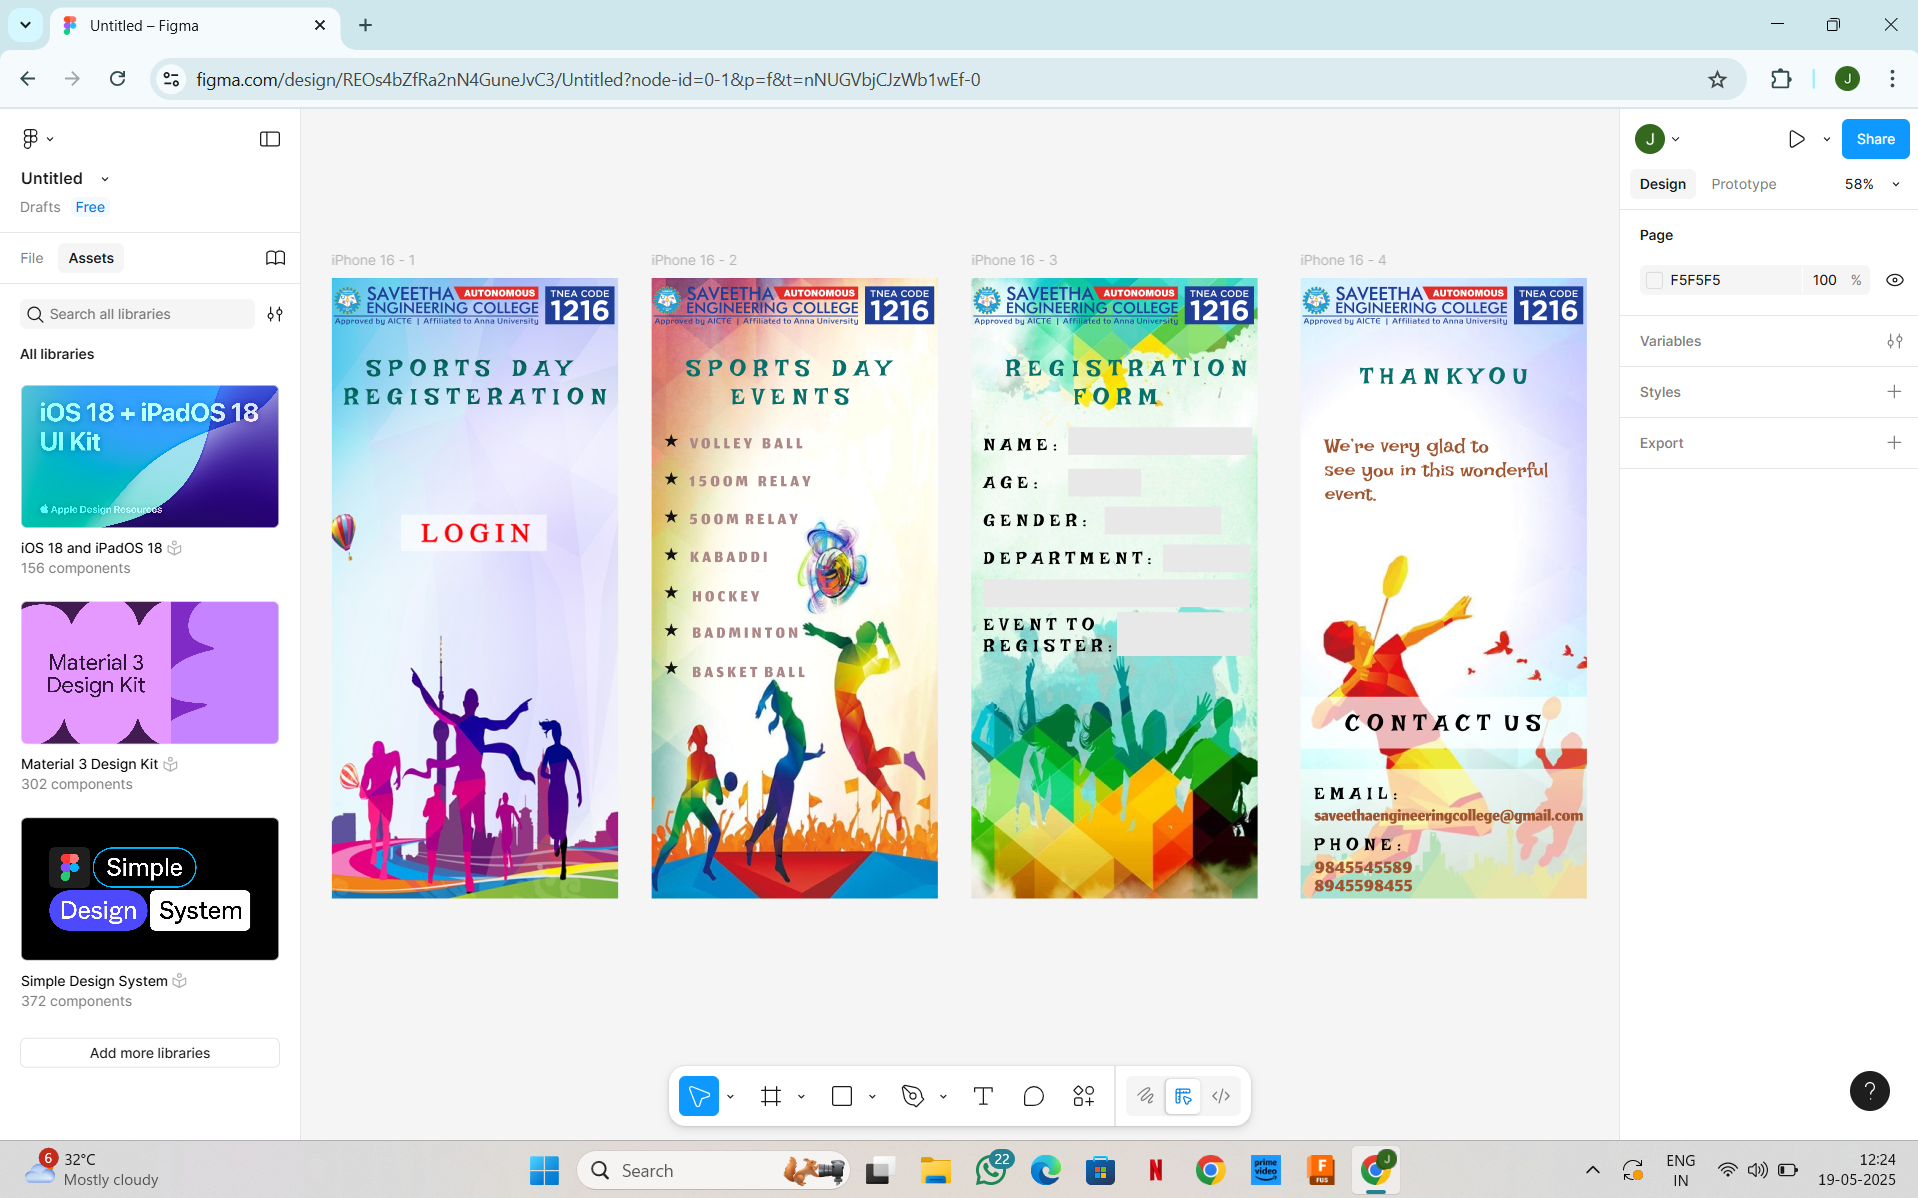 Untitled – Figma
figma.com/design/REOs4bZfRa2nN4GuneJvC3/Untitled?node-id=0-1&p=f&t=nNUGVbjCJzWb1wEf-0
J
Untitled
Drafts Free
File Assets
Search all libraries
All libraries
iOS 18 + iPadOS 18
UI Kit
Apple Design Resources
iOS 18 and iPadOS 18
156 components
Material 3
Design Kit
Material 3 Design Kit
302 components
Simple
Design System
Simple Design System
372 components
Add more libraries
iPhone 16 - 1
SAVEETHA AUTONOMOUS
ENGINEERING COLLEGE
Approved by AICTE | Affiliated to Anna University
TNEA CODE
1216
SPORTS DAY
REGISTERATION
LOGIN
iPhone 16 - 2
SAVEETHA AUTONOMOUS
ENGINEERING COLLEGE
Approved by AICTE | Affiliated to Anna University
TNEA CODE
1216
SPORTS DAY
EVENTS
★ VOLLEY BALL
★ 1500M RELAY
★ 500M RELAY
★ KABADDI
★ HOCKEY
★ BADMINTON
★ BASKET BALL
iPhone 16 - 3
SAVEETHA AUTONOMOUS
ENGINEERING COLLEGE
Approved by AICTE | Affiliated to Anna University
TNEA CODE
1216
REGISTRATION
FORM
NAME:
AGE:
GENDER:
DEPARTMENT:
EVENT TO
REGISTER:
iPhone 16 - 4
SAVEETHA AUTONOMOUS
ENGINEERING COLLEGE
Approved by AICTE | Affiliated to Anna University
TNEA CODE
1216
THANKYOU
We're very glad to
see you in this wonderful
event.
CONTACT US
EMAIL:
saveethaengineeringcollege@gmail.com
PHONE:
9845545589
8945598455
J
Share
Design Prototype 58%
Page
F5F5F5 100 %
Variables
Styles
Export
?
6
32°C
Mostly cloudy
Search
22
N
prime video
F
FUS
J
ENG
IN
12:24
19-05-2025